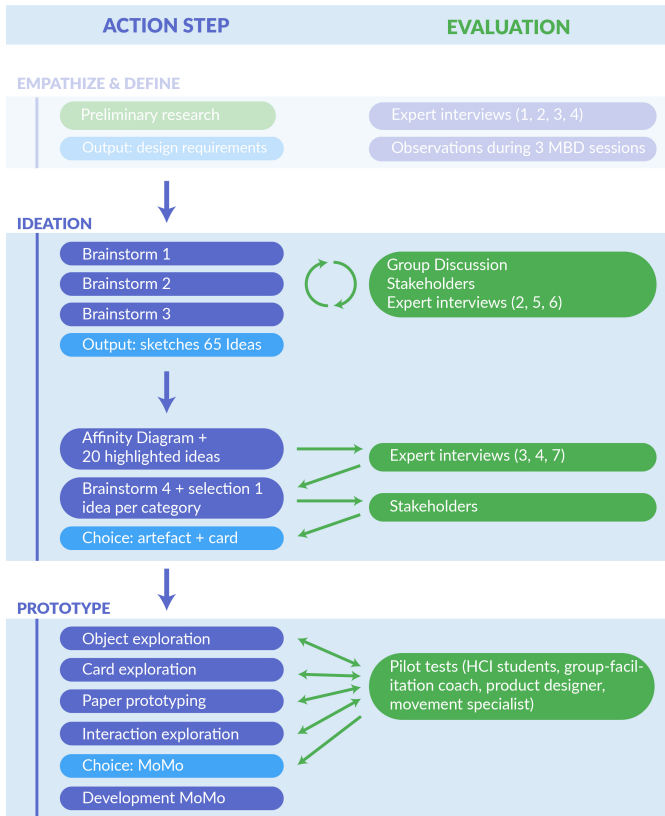 ACTION STEP
EVALUATION
EMPATHIZE & DEFINE
Preliminary research
Output: design requirements
Expert interviews (1, 2, 3, 4)
Observations during 3 MBD sessions
IDEATION
Brainstorm 1
Brainstorm 2
Brainstorm 3
Output: sketches 65 Ideas
Group Discussion
Stakeholders
Expert interviews (2, 5, 6)
Affinity Diagram +
20 highlighted ideas
Expert interviews (3, 4, 7)
Brainstorm 4 + selection 1
idea per category
Stakeholders
Choice: artefact + card
PROTOTYPE
Object exploration
Card exploration
Paper prototyping
Interaction exploration
Choice: MoMo
Development MoMo
Pilot tests (HCI students, group-facil-
itation coach, product designer,
movement specialist)